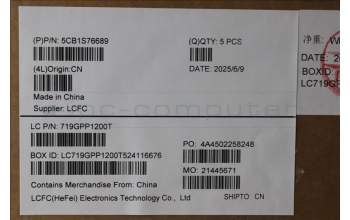 (P)P/N: 5CB1S76689
(Q)QTY: 5 PCS
(4L)Origin:CN
DATE: 2025/6/9
Made in China
Supplier: LCFC
净重:
DATE:
BOXID:
LC719G
LC P/N: 719GPP1200T
PO: 4A4502258248
BOX ID: LC719GPP1200T524116676
MO: 21445671
Contains Merchandise From: China
LCFC(HeFei) Electronics Technology Co., Ltd
SHIPTO CN